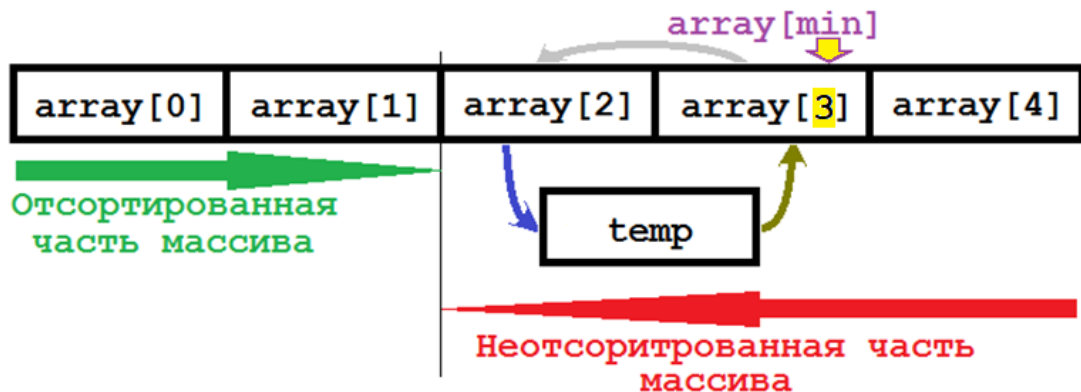 array[min]
array[0] array[1] array[2] array[3] array[4]
Отсортированная
часть массива
temp
Неотсоритрованная часть
массива